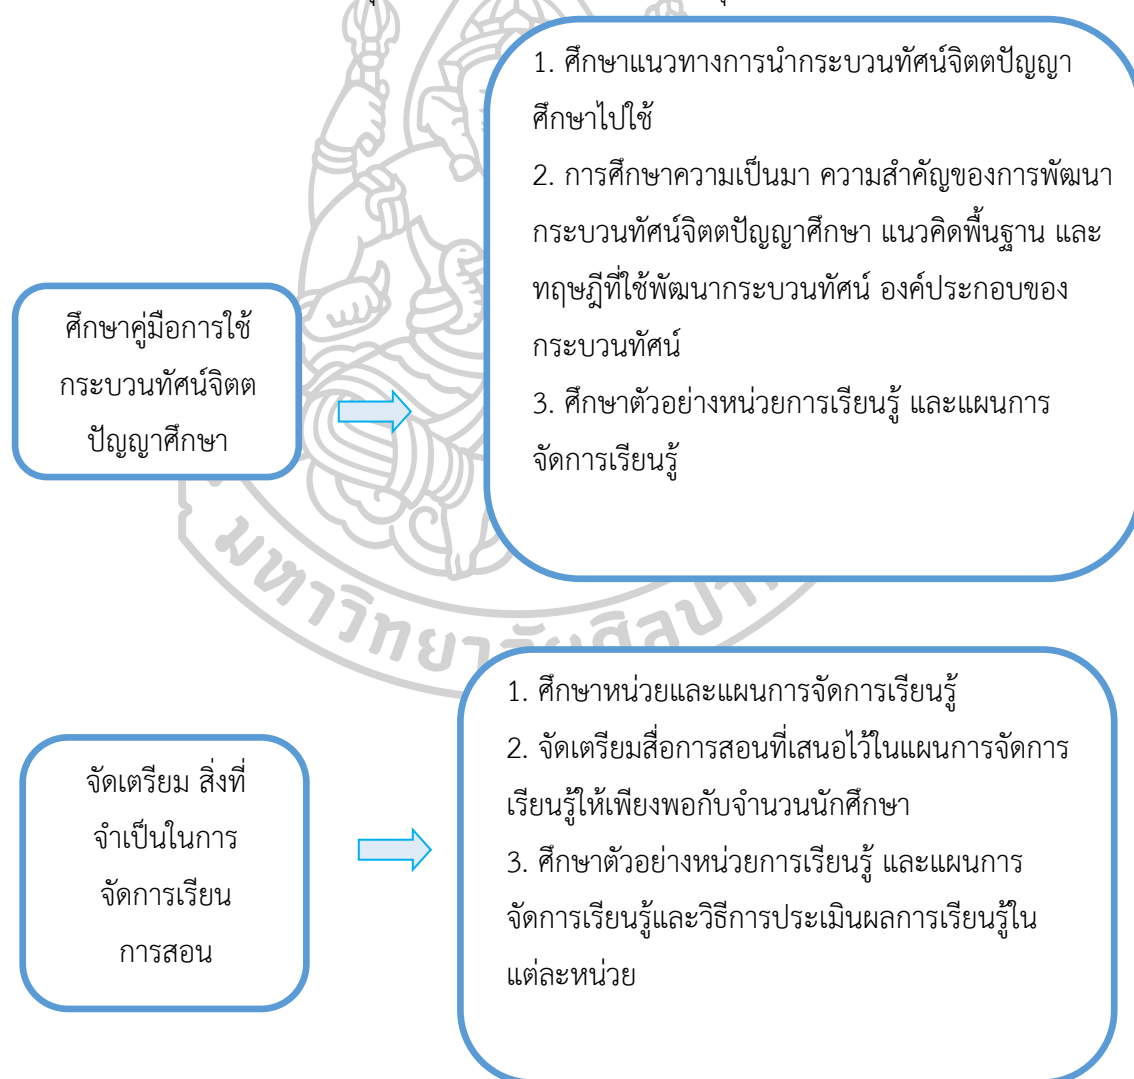 ศึกษาคู่มือการใช้
กระบวนทัศน์จิตต
ปัญญาศึกษา
1. ศึกษาแนวทางการนำกระบวนทัศน์จิตตปัญญา
ศึกษาไปใช้
2. การศึกษาความเป็นมา ความสำคัญของการพัฒนา
กระบวนทัศน์จิตตปัญญาศึกษา แนวคิดพื้นฐาน และ
ทฤษฎีที่ใช้พัฒนากระบวนทัศน์ องค์ประกอบของ
กระบวนทัศน์
3. ศึกษาตัวอย่างหน่วยการเรียนรู้ และแผนการ
จัดการเรียนรู้
จัดเตรียม สิ่งที่
จำเป็นในการ
จัดการเรียน
การสอน
1. ศึกษาหน่วยและแผนการจัดการเรียนรู้
2. จัดเตรียมสื่อการสอนที่เสนอไว้ในแผนการจัดการ
เรียนรู้ให้เพียงพอกับจำนวนนักศึกษา
3. ศึกษาตัวอย่างหน่วยการเรียนรู้ และแผนการ
จัดการเรียนรู้และวิธีการประเมินผลการเรียนรู้ใน
แต่ละหน่วย